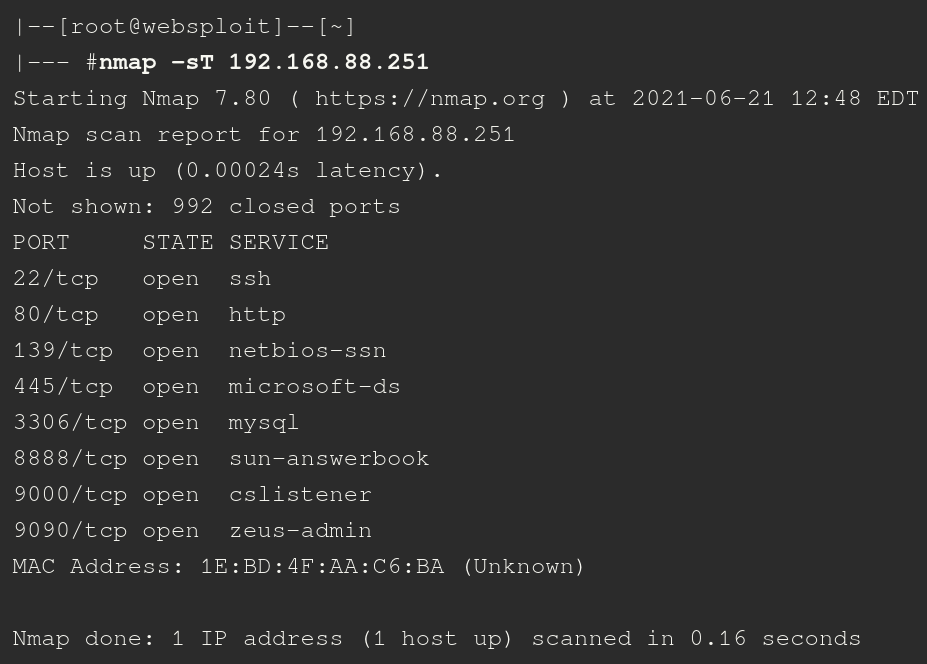 |--[root@websploit]--[~]
|--- #nmap -sT 192.168.88.251
Starting Nmap 7.80 ( https://nmap.org ) at 2021-06-21 12:48 EDT
Nmap scan report for 192.168.88.251
Host is up (0.00024s latency).
Not shown: 992 closed ports
PORT     STATE SERVICE
22/tcp   open  ssh
80/tcp   open  http
139/tcp  open  netbios-ssn
445/tcp  open  microsoft-ds
3306/tcp open  mysql
8888/tcp open  sun-answerbook
9000/tcp open  cslistener
9090/tcp open  zeus-admin
MAC Address: 1E:BD:4F:AA:C6:BA (Unknown)
Nmap done: 1 IP address (1 host up) scanned in 0.16 seconds